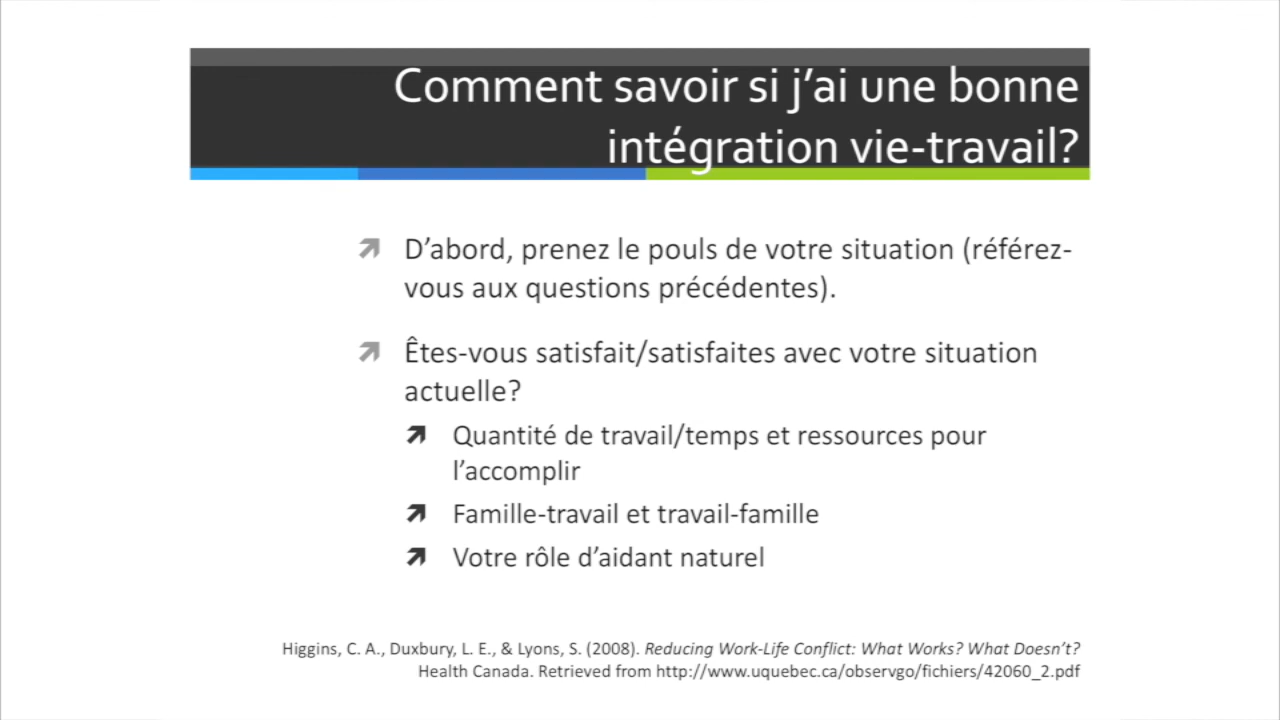 Comment savoir si j’ai une bonne
intégration vie-travail?
D’abord, prenez le pouls de votre situation (référez-
vous aux questions précédentes).
Êtes-vous satisfait/satisfaites avec votre situation
actuelle?
Quantité de travail/temps et ressources pour
l’accomplir
Famille-travail et travail-famille
Votre rôle d’aidant naturel
Higgins, C. A., Duxbury, L. E., & Lyons, S. (2008). Reducing Work-Life Conflict: What Works? What Doesn’t?
Health Canada. Retrieved from http://www.uquebec.ca/observgo/fichiers/42060_2.pdf